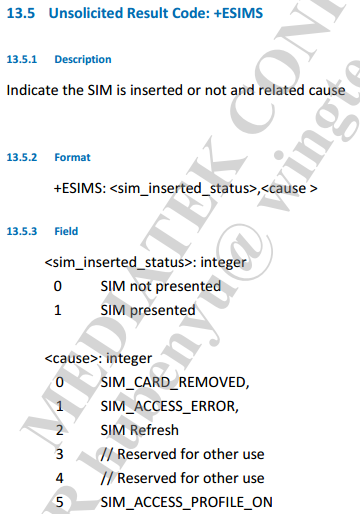 13.5 Unsolicited Result Code: +ESIMS
13.5.1 Description
Indicate the SIM is inserted or not and related cause
13.5.2 Format
+ESIMS: <sim_inserted_status>,<cause >
13.5.3 Field
<sim_inserted_status>: integer
0 SIM not presented
1 SIM presented
<cause>: integer
0 SIM_CARD_REMOVED,
1 SIM_ACCESS_ERROR,
2 SIM Refresh
3 // Reserved for other use
4 // Reserved for other use
5 SIM_ACCESS_PROFILE_ON
MEDIATEK
hubenyu@